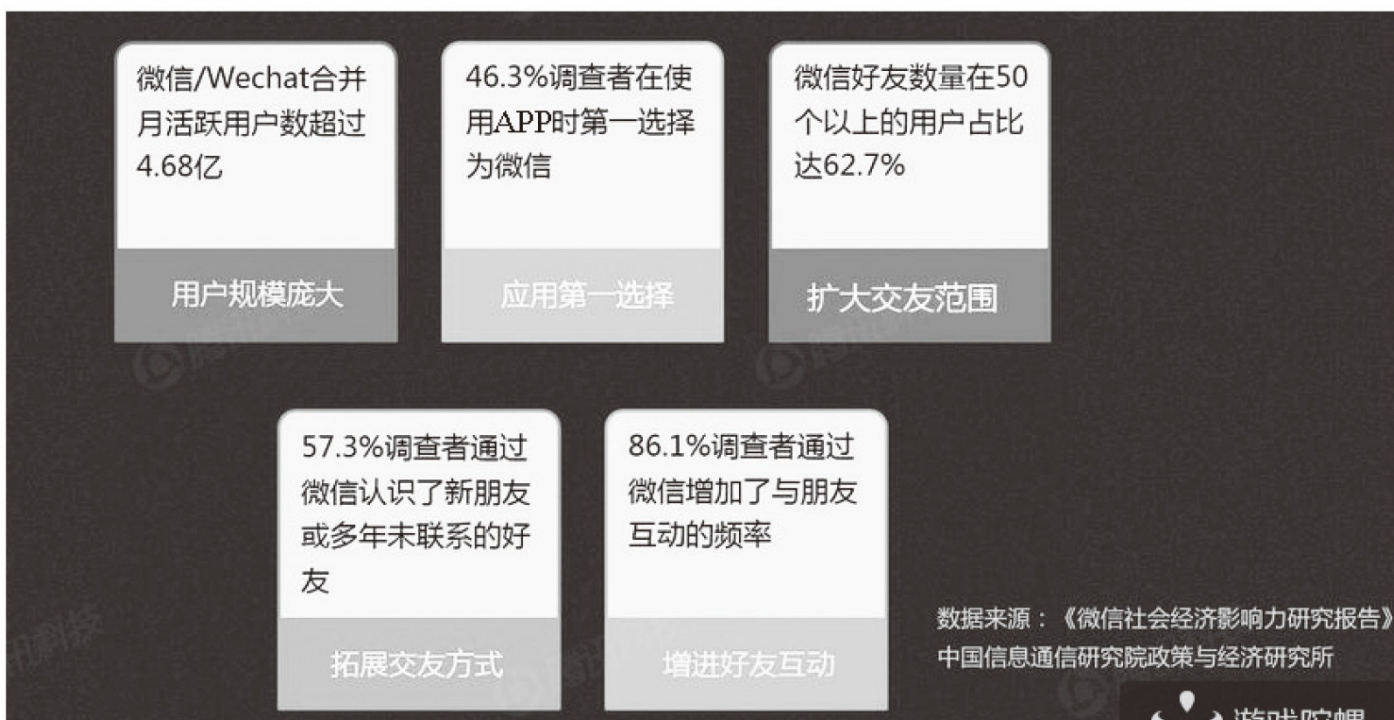 微信/Wechat合并
月活跃用户数超过
4.68亿
用户规模庞大
46.3%调查者在使
用APP时第一选择
为微信
应用第一选择
微信好友数量在50
个以上的用户占比
达62.7%
扩大交友范围
57.3%调查者通过
微信认识了新朋友
或多年未联系的好
友
拓展交友方式
86.1%调查者通过
微信增加了与朋友
互动的频率
增进好友互动
数据来源：《微信社会经济影响力研究报告》
中国信息通信研究院政策与经济研究所
游戏陀螺
腾讯科技